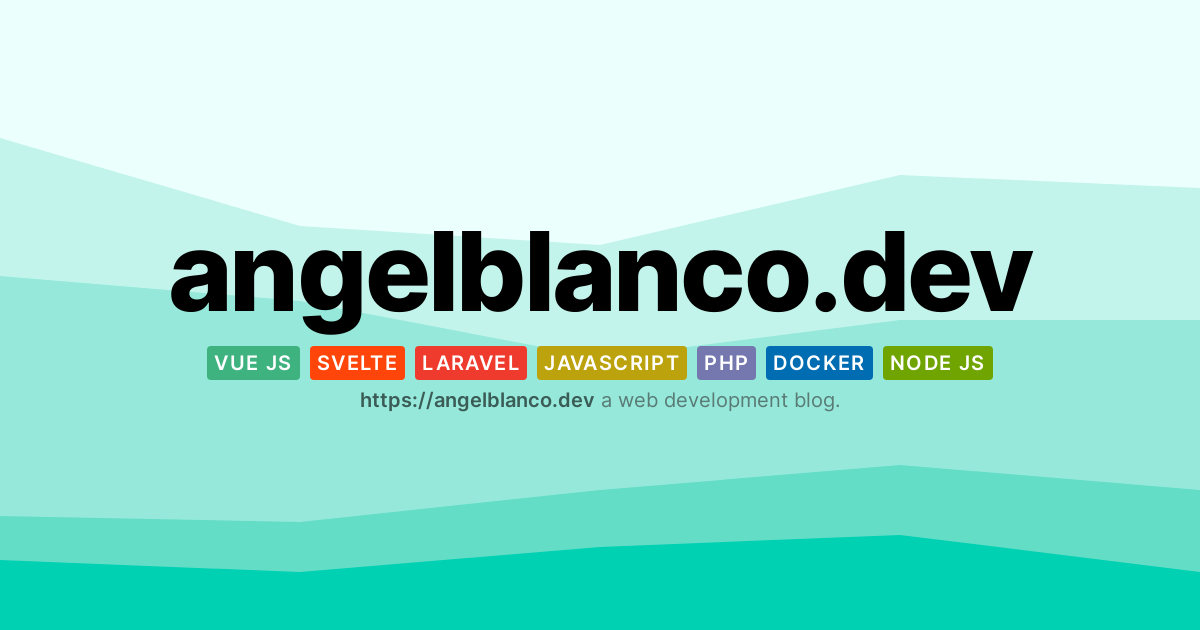 angelblanco.dev
VUE JS SVELTE LARAVEL JAVASCRIPT PHP DOCKER NODE JS
https://angelblanco.dev a web development blog.